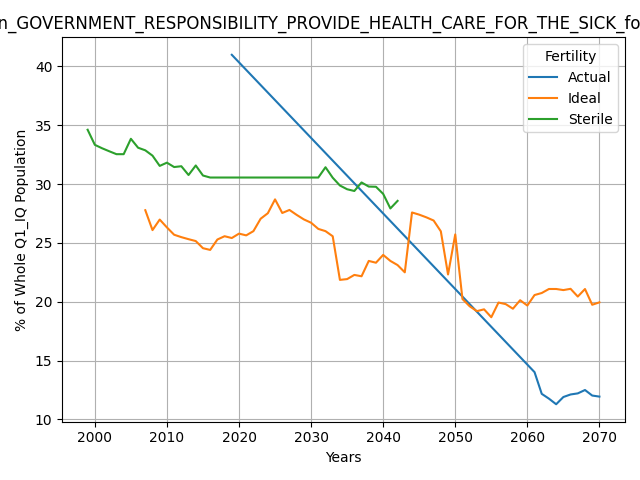 n_GOVERNMENT_RESPONSIBILITY_PROVIDE_HEALTH_CARE_FOR_THE_SICK_fo
Fertility
Actual
Ideal
Sterile
% of Whole Q1_IQ Population
40
35
30
25
20
15
10
2000 2010 2020 2030 2040 2050 2060 2070
Years